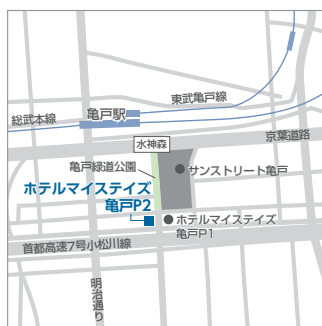 東武亀戸線
亀戸駅
総武本線
京葉道路
水神森
亀戸緑道公園
サンストリート亀戸
ホテルマイステイズ
亀戸P2
ホテルマイステイズ
亀戸P1
首都高速7号小松川線
明治通り